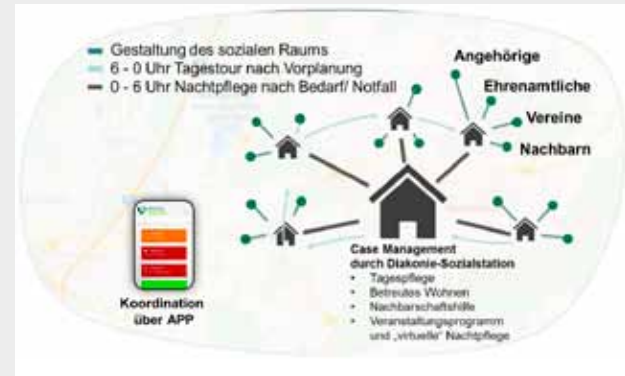 Gestaltung des sozialen Raums
6 - 0 Uhr Tagestour nach Vorplanung
0 - 6 Uhr Nachtpflege nach Bedarf/ Notfall
Angehörige
Ehrenamtliche
Vereine
Nachbarn
Case Management
durch Diakonie-Sozialstation
• Tagespflege
• Betreutes Wohnen
• Nachbarschaftshilfe
• Veranstaltungsprogramm
und „virtuelle“ Nachtpflege
Koordination
über APP